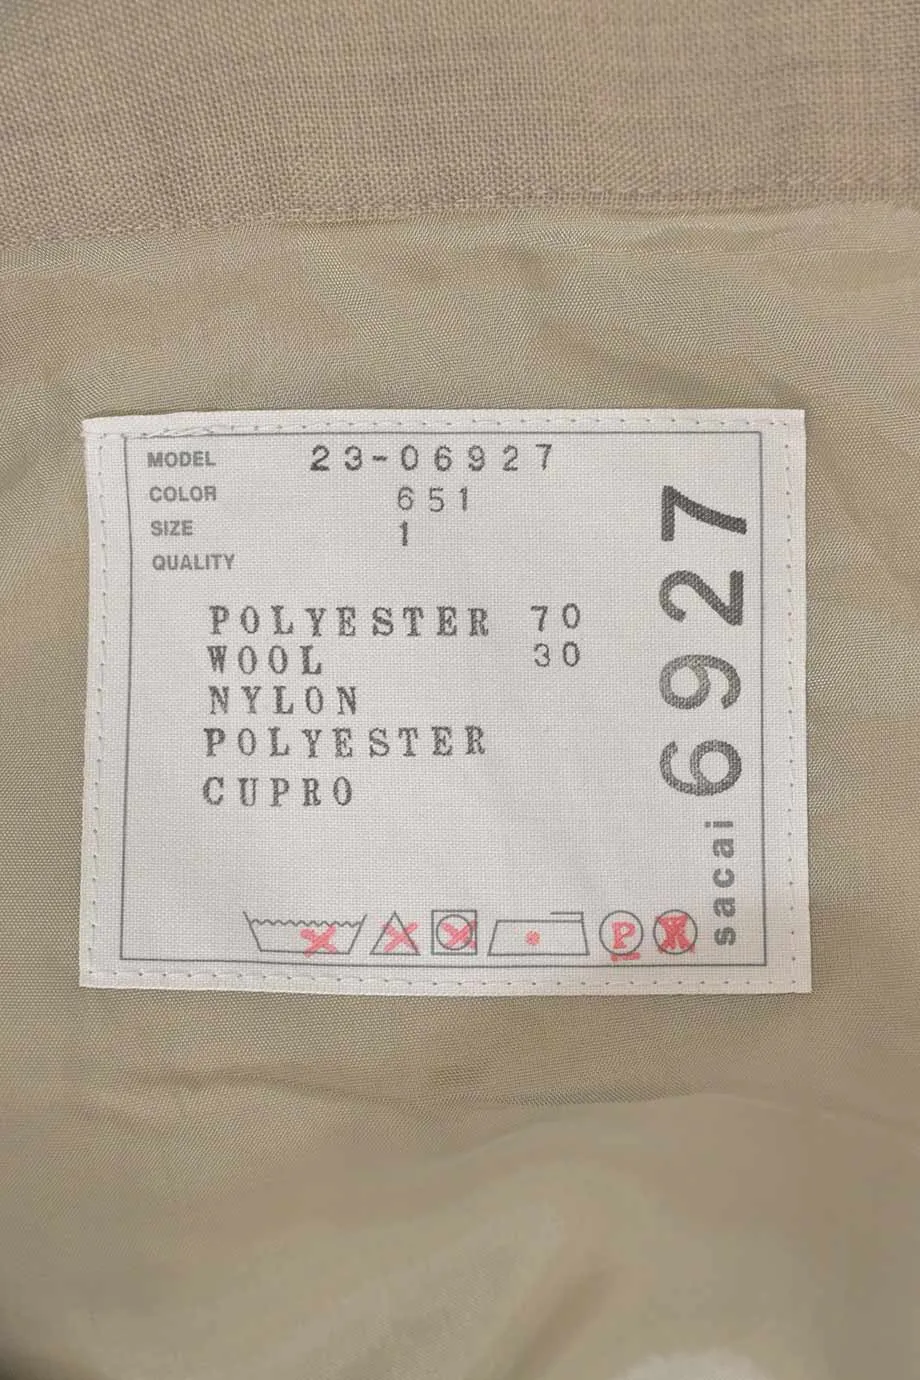 MODEL 23-06927
COLOR 651
SIZE 1
QUALITY
POLYESTER 70
WOOL 30
NYLON
POLYESTER
CUPRO
P
sacai 6927